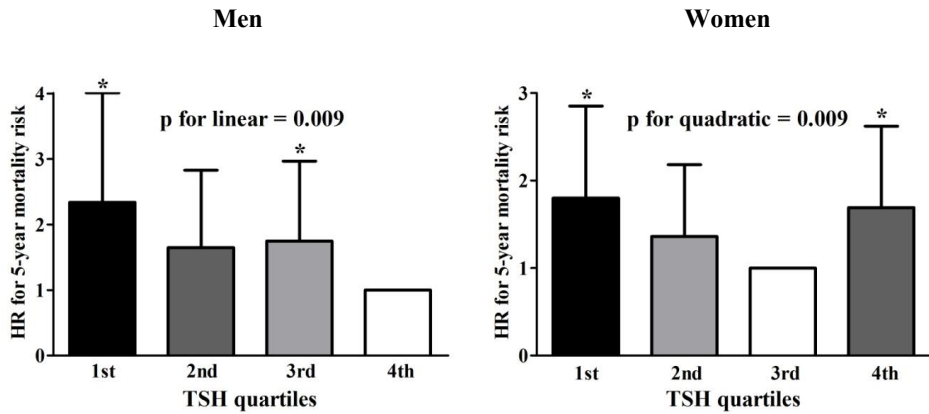 Men
HR for 5-year mortality risk
4
3
2
1
0
*
p for linear = 0.009
*
1st 2nd 3rd 4th
TSH quartiles
Women
HR for 5-year mortality risk
3
2
1
0
*
p for quadratic = 0.009
*
1st 2nd 3rd 4th
TSH quartiles